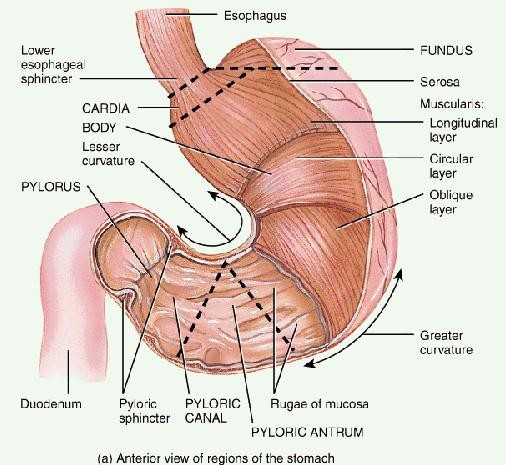 Esophagus
Lower
esophageal
sphincter
FUNDUS
Serosa
CARDIA
Muscularis:
Longitudinal
layer
BODY
Lesser
curvature
Circular
layer
PYLORUS
Oblique
layer
Greater
curvature
Duodenum
Pyloric
sphincter
PYLORIC
CANAL
Rugae of mucosa
PYLORIC ANTRUM
(a) Anterior view of regions of the stomach